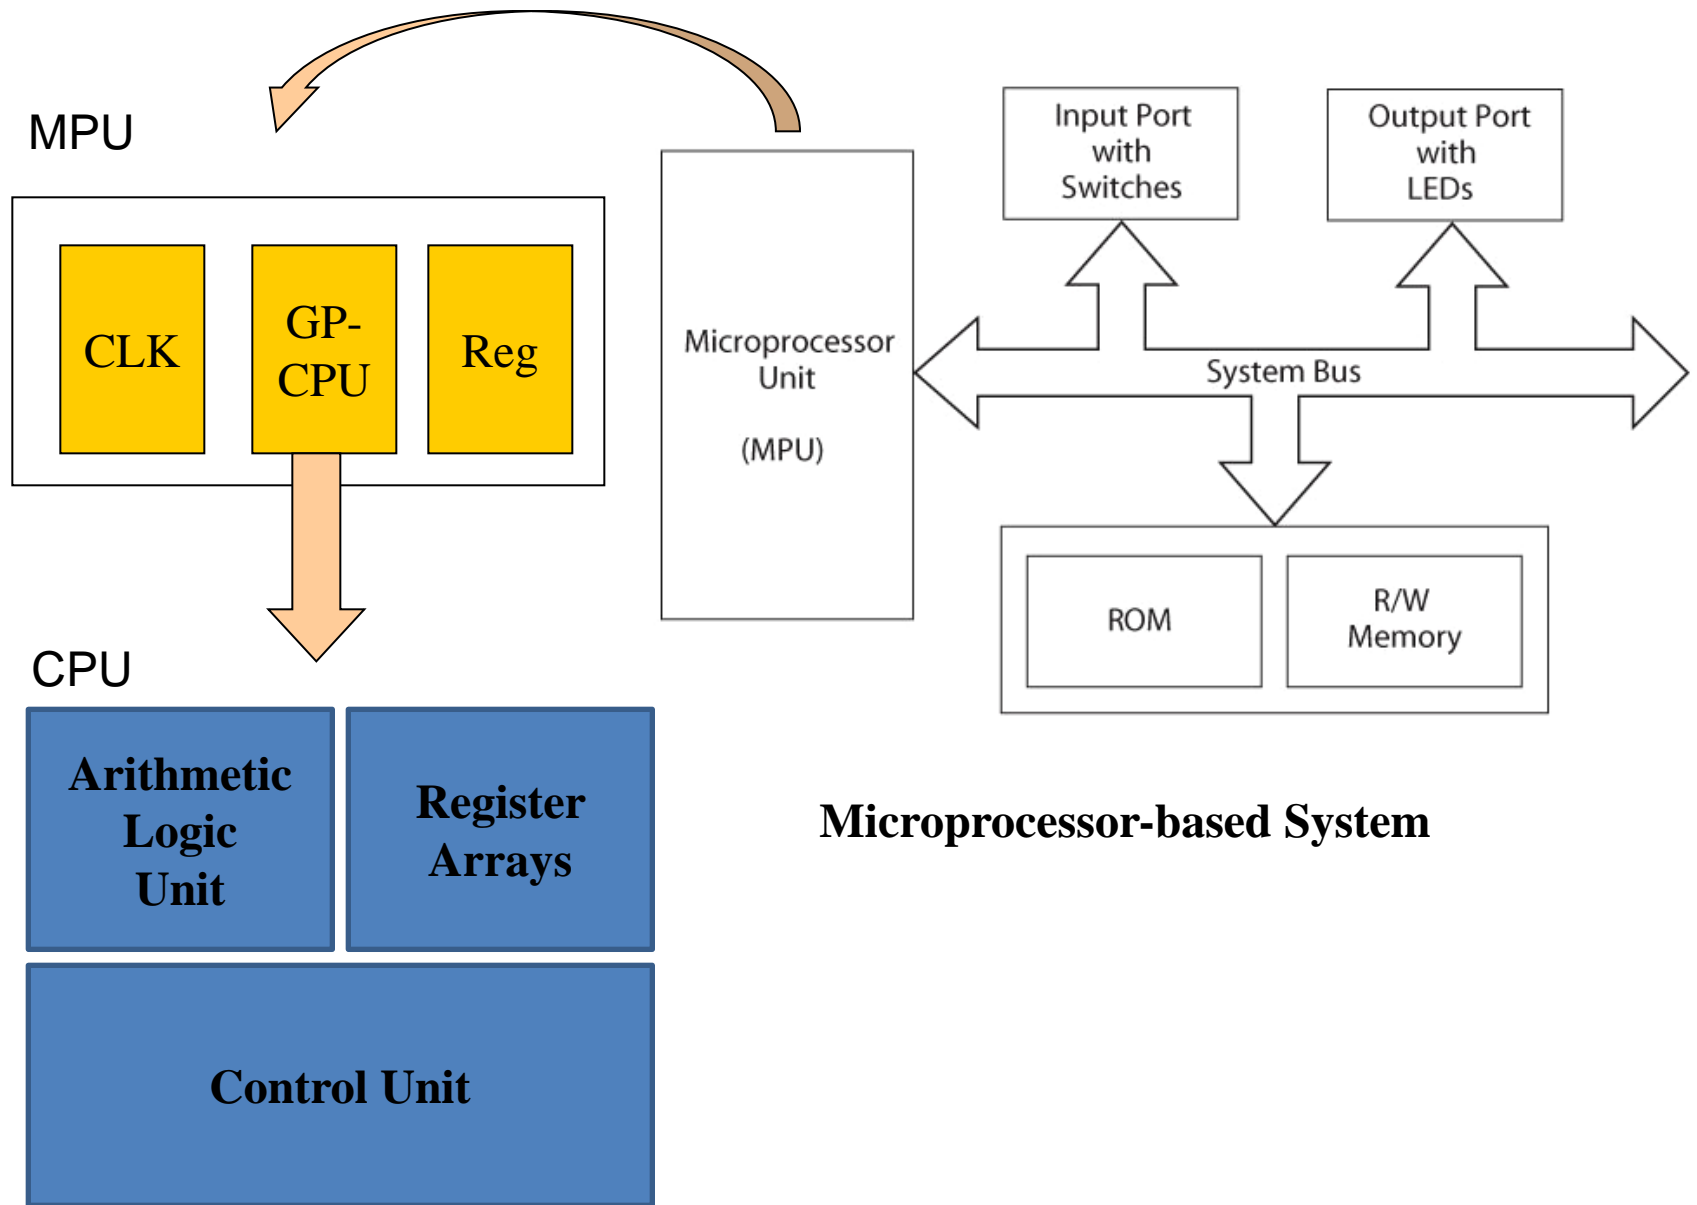 MPU
CLK
GP-
CPU
Reg
CPU
Arithmetic
Logic
Unit
Register
Arrays
Control Unit
Microprocessor
Unit
(MPU)
Input Port
with
Switches
Output Port
with
LEDs
System Bus
ROM
R/W
Memory
Microprocessor-based System